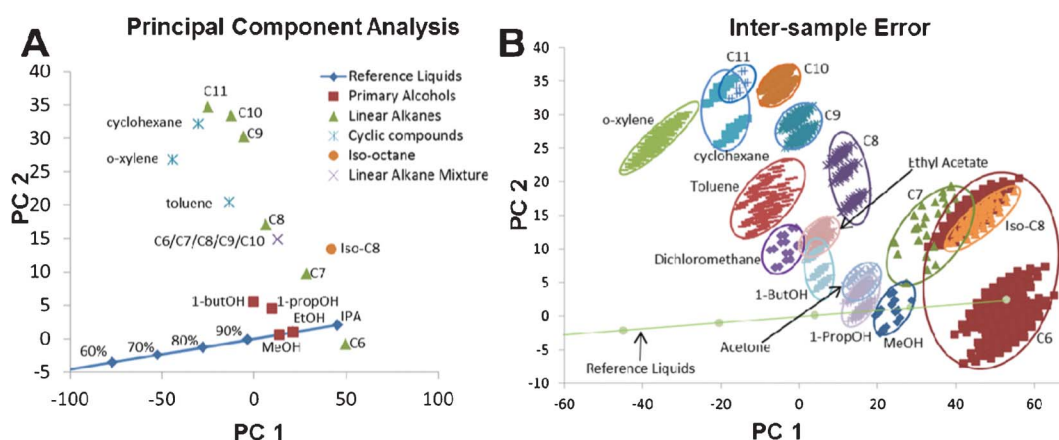 A
Principal Component Analysis
40
35
30
25
20
15
10
5
0
-5
-100
-50
0
50
100
PC 2
PC 1
Reference Liquids
Primary Alcohols
Linear Alkanes
Cyclic compounds
Iso-octane
Linear Alkane Mixture
C11
C10
C9
cyclohexane
o-xylene
toluene
C8
C6/C7/C8/C9/C10
Iso-C8
C7
1-butOH
1-propOH
EtOH
IPA
MeOH
C6
60%
70%
80%
90%
B
Inter-sample Error
40
35
30
25
20
15
10
5
0
-5
-10
-60
-40
-20
0
20
40
60
PC 2
PC 1
C11
C10
o-xylene
C9
cyclohexane
C8
Ethyl Acetate
Toluene
C7
Iso-C8
Dichloromethane
1-ButOH
Acetone
1-PropOH
MeOH
C6
Reference Liquids